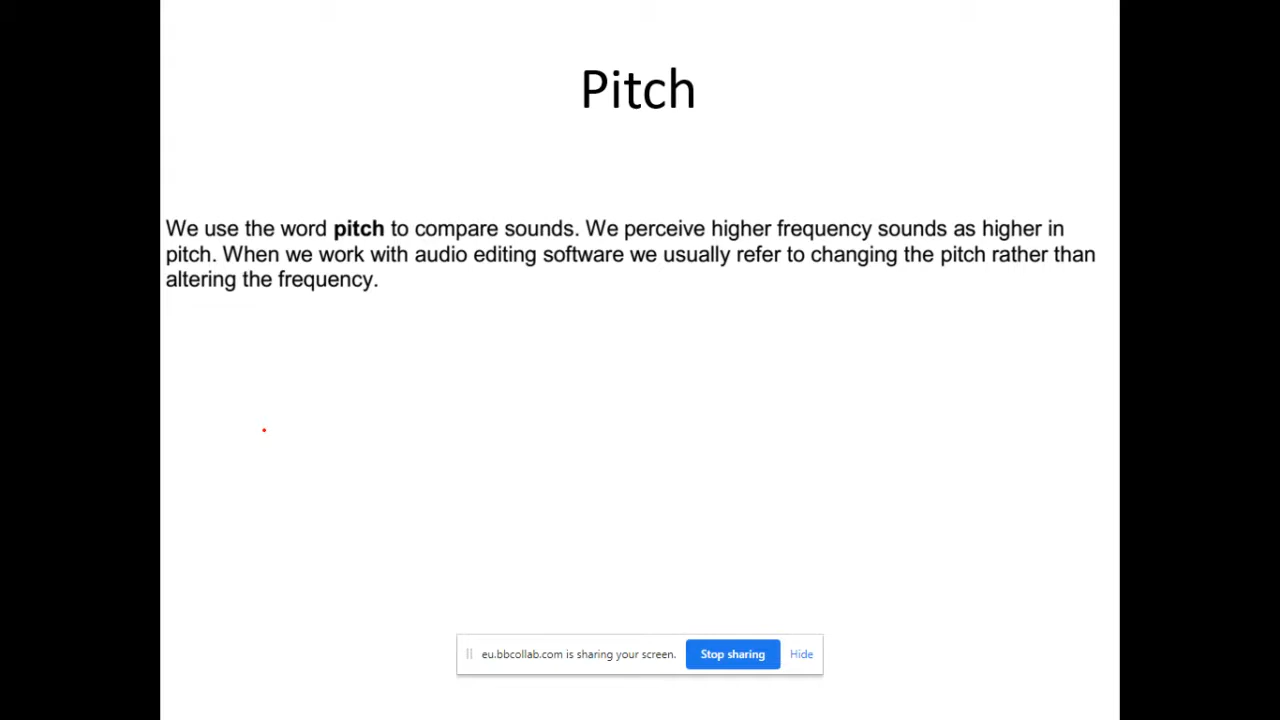 Pitch
We use the word pitch to compare sounds. We perceive higher frequency sounds as higher in
pitch. When we work with audio editing software we usually refer to changing the pitch rather than
altering the frequency.
eu.bbcollab.com is sharing your screen. Stop sharing Hide